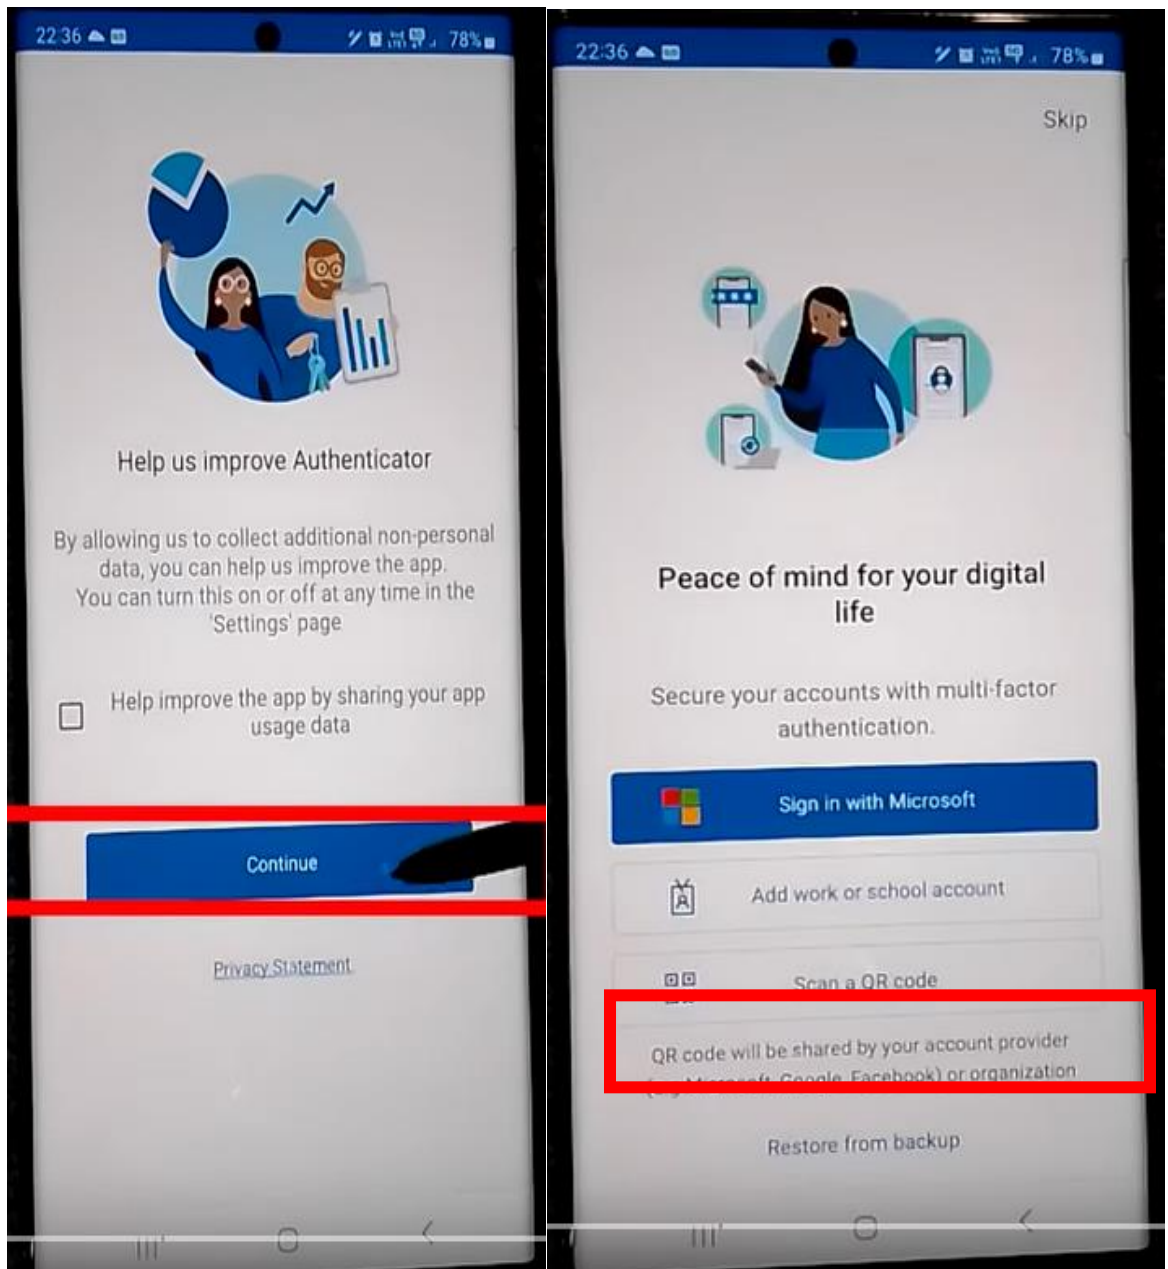 22:36
78%
Help us improve Authenticator
By allowing us to collect additional non-personal
data, you can help us improve the app.
You can turn this on or off at any time in the
'Settings' page
Help improve the app by sharing your app
usage data
Continue
Privacy Statement
22:36
78%
Skip
Peace of mind for your digital
life
Secure your accounts with multi-factor
authentication.
Sign in with Microsoft
Add work or school account
Scan a QR code
QR code will be shared by your account provider
Microsoft, Google, Facebook) or organization
Restore from backup